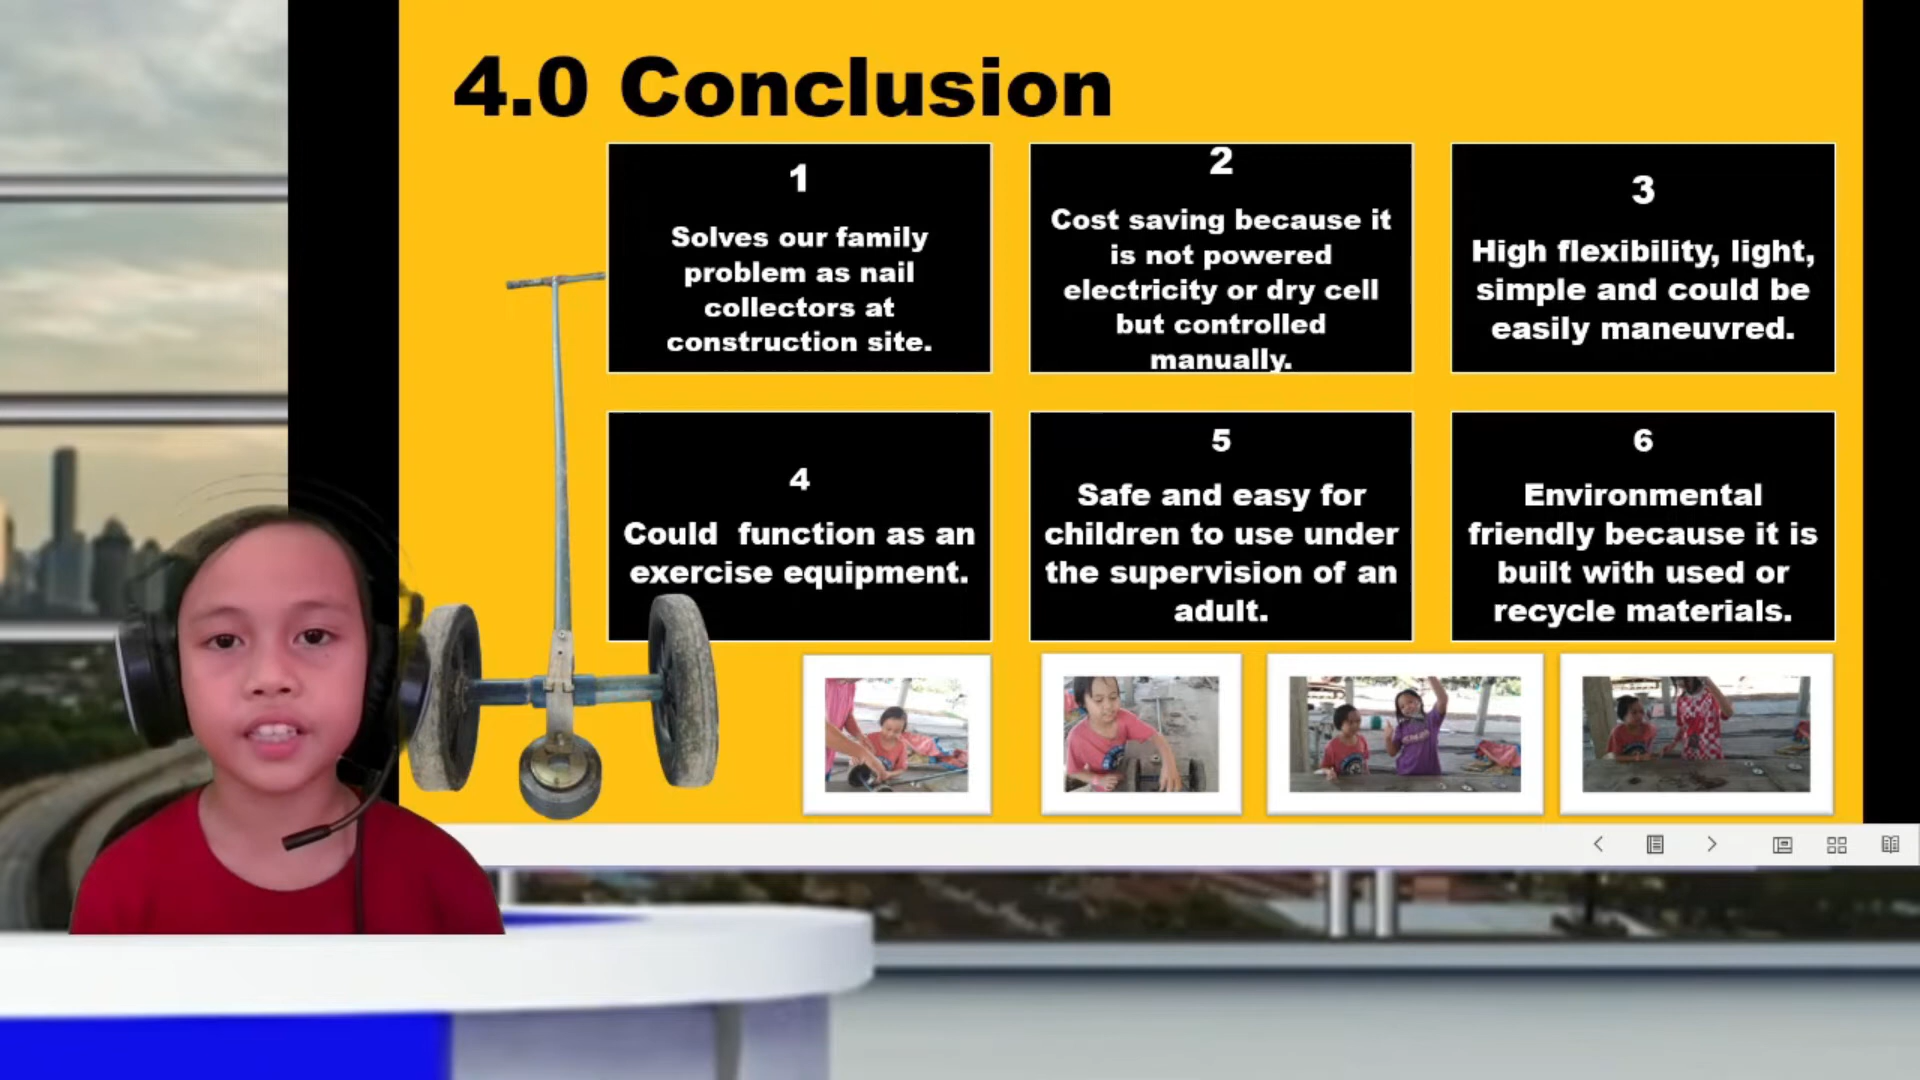 4.0 Conclusion
1
Solves our family
problem as nail
collectors at
construction site.
2
Cost saving because it
is not powered
electricity or dry cell
but controlled
manually.
3
High flexibility, light,
simple and could be
easily maneuvred.
4
Could  function as an
exercise equipment.
5
Safe and easy for
children to use under
the supervision of an
adult.
6
Environmental
friendly because it is
built with used or
recycle materials.